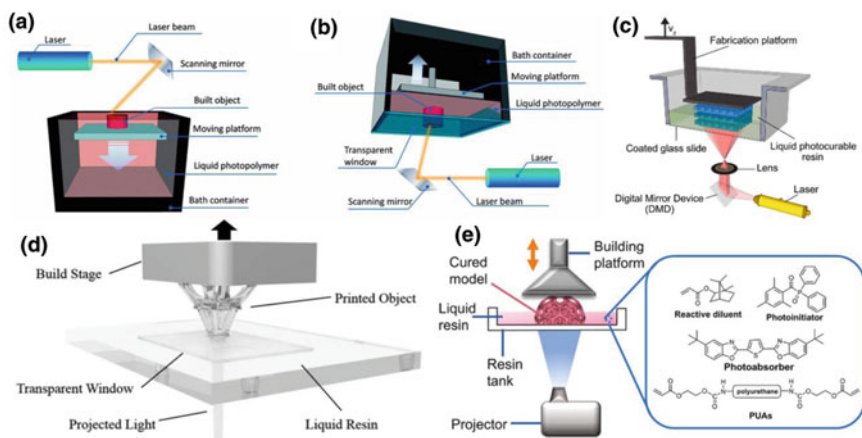 (a)
Laser
Laser beam
Scanning mirror
Built object
Moving platform
Liquid photopolymer
Bath container
(b)
Bath container
Moving platform
Built object
Liquid photopolymer
Transparent
window
Laser
Scanning mirror
Laser beam
(c)
Fabrication platform
Coated glass slide
Liquid photocurable
resin
Lens
Laser
Digital Mirror Device
(DMD)
(d)
Build Stage
Printed Object
Transparent Window
Projected Light
Liquid Resin
(e)
Building
platform
Cured
model
Liquid
resin
Resin
tank
Projector
Reactive diluent
Photoinitiator
Photoabsorber
polyurethane
PUAs